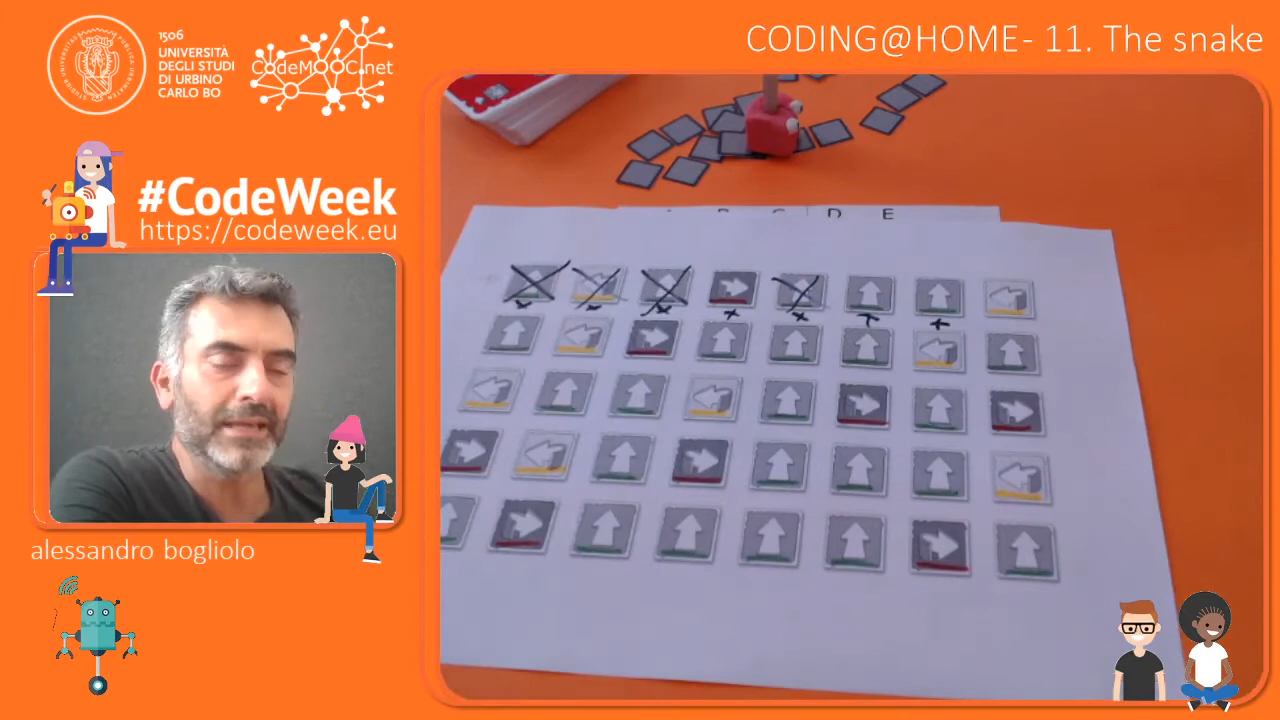 1506
UNIVERSITÀ
DEGLI STUDI
DI URBINO
CARLO BO
CodeMOOC.net
CODING@HOME - 11. The snake
#CodeWeek
https://codeweek.eu
D E
alessandro bogliolo